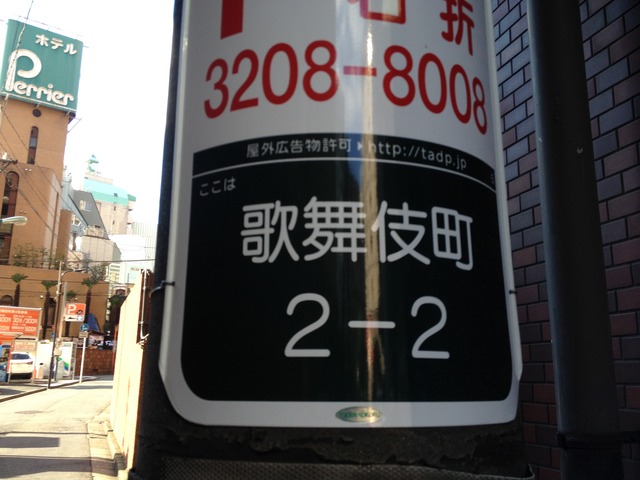 ホテル
Perrier
右折
3208-8008
屋外広告物許可▶http://tadp.jp
ここは
歌舞伎町
2-2
P